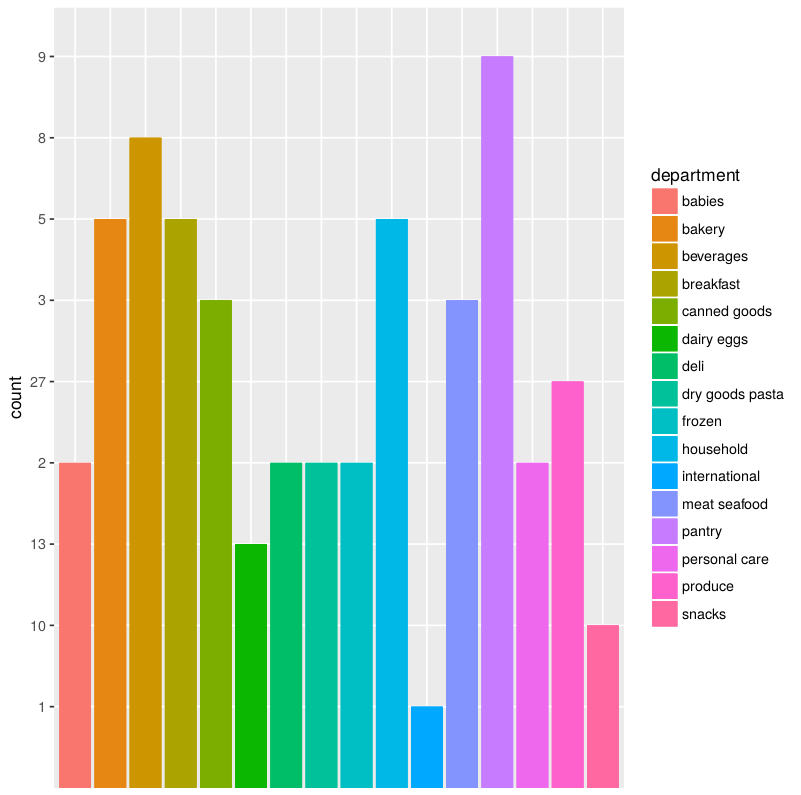 9
8
5
3
27
2
13
10
1
count
department
babies
bakery
beverages
breakfast
canned goods
dairy eggs
deli
dry goods pasta
frozen
household
international
meat seafood
pantry
personal care
produce
snacks